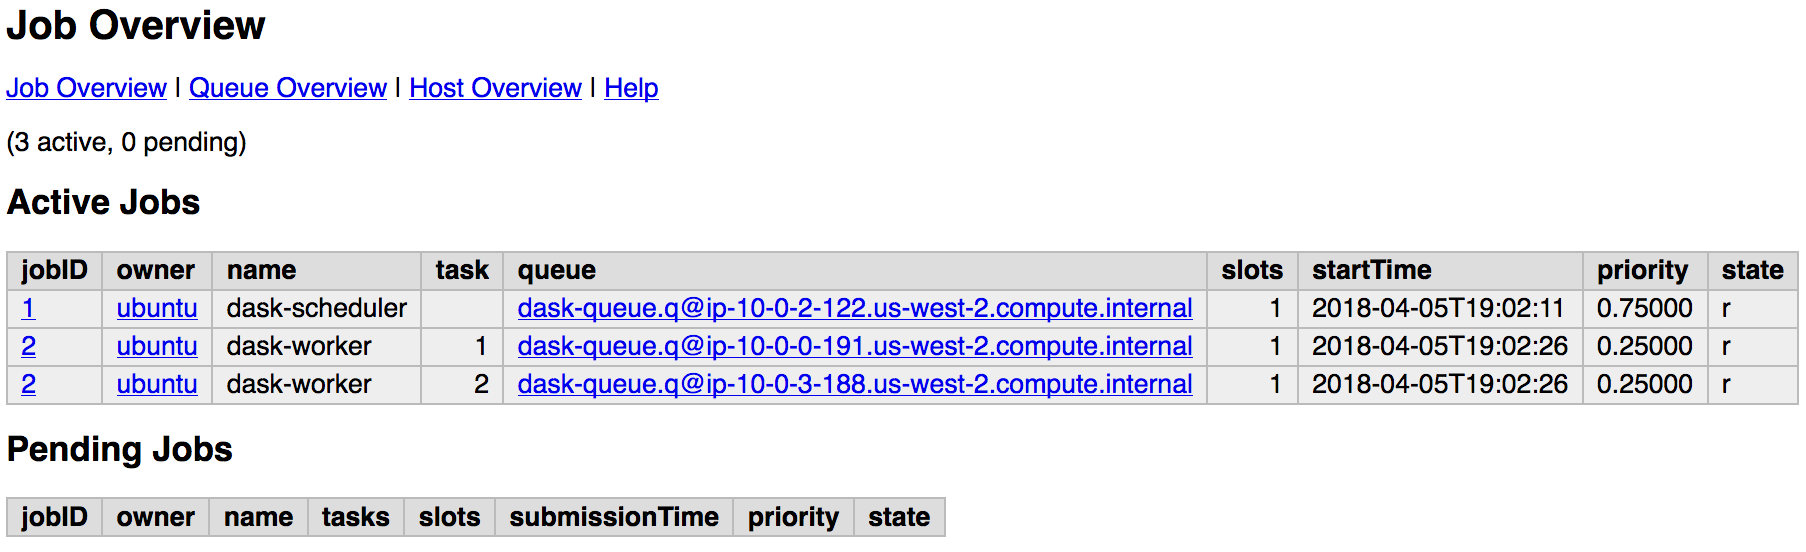 Job Overview
Job Overview | Queue Overview | Host Overview | Help
(3 active, 0 pending)
Active Jobs
jobID owner name task queue slots startTime priority state
1 ubuntu dask-scheduler dask-queue.q@ip-10-0-2-122.us-west-2.compute.internal 1 2018-04-05T19:02:11 0.75000 r
2 ubuntu dask-worker 1 dask-queue.q@ip-10-0-0-191.us-west-2.compute.internal 1 2018-04-05T19:02:26 0.25000 r
2 ubuntu dask-worker 2 dask-queue.q@ip-10-0-3-188.us-west-2.compute.internal 1 2018-04-05T19:02:26 0.25000 r
Pending Jobs
jobID owner name tasks slots submissionTime priority state